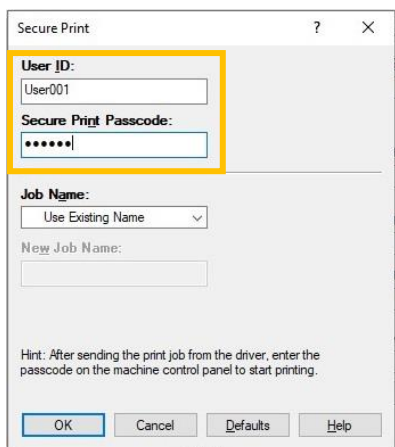 Secure Print ? ×
User ID:
User001
Secure Print Passcode:
••••••
Job Name:
Use Existing Name
New Job Name:
Hint: After sending the print job from the driver, enter the
passcode on the machine control panel to start printing.
OK Cancel Defaults Help